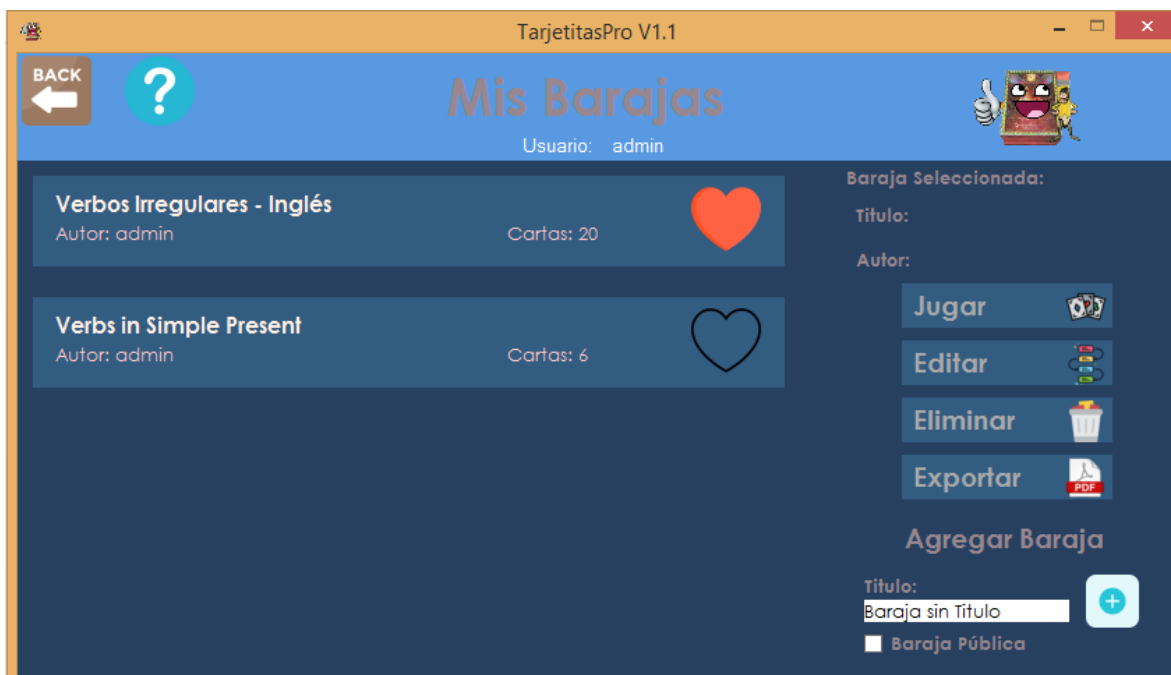 TarjetitasPro V1.1
BACK
?
Mis Barajas
Usuario: admin
Verbos Irregulares - Inglés
Autor: admin Cartas: 20
Verbs in Simple Present
Autor: admin Cartas: 6
Baraja Seleccionada:
Titulo:
Autor:
Jugar
Editar
Eliminar
Exportar
PDF
Agregar Baraja
Titulo:
Baraja sin Titulo
Baraja Pública